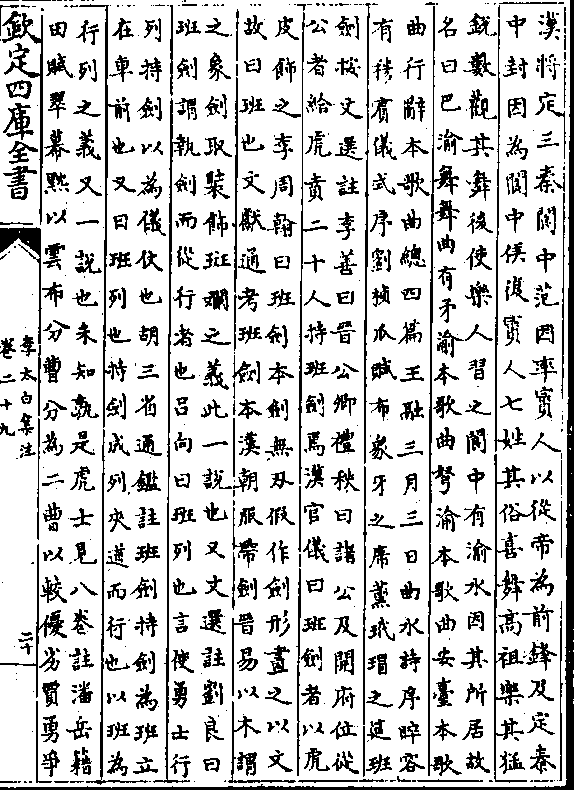 漢將定三秦閬中范因率賨人以從帝為前鋒及定秦
中封因為閬中侯復賨人七姓其俗喜舞高祖樂其猛
銳數觀其舞後使樂人習之閬中有渝水因其所居故
名曰巴渝舞舞曲有矛渝本歌曲弩渝本歌曲安臺本歌
曲行辭本歌曲總四篇王融三月三日曲水詩序晬容
有穆賓儀式序劉楨瓜賦布象牙之席薫玳瑁之筵班
劍按文選註李善曰晉公卿禮秩曰諸公及開府位從
公者給虎賁二十人持班劍焉漢官儀曰班劍者以虎
皮飾之李周翰曰班劍本劍無刃假作劍形畫之以文
故曰班也文獻通考班劍本漢朝服帶劍晉易以木謂
之象劍取裝飾斑斕之義此一說也又文選註劉良曰
班劍謂執劍而從行者也呂向曰班列也言使勇士行
列持劍以為儀仗也胡三省通鑑註班劍持劍為班立
在車前也又曰班列也持劍成列夾道而行也以班為
行列之義又一說也未知孰是虎士見八卷註潘岳籍
田賦翠幕黙以雲布分曹分為二曹以較優劣賈勇爭
欽定四庫全書
李太白集注
卷二十九
二十